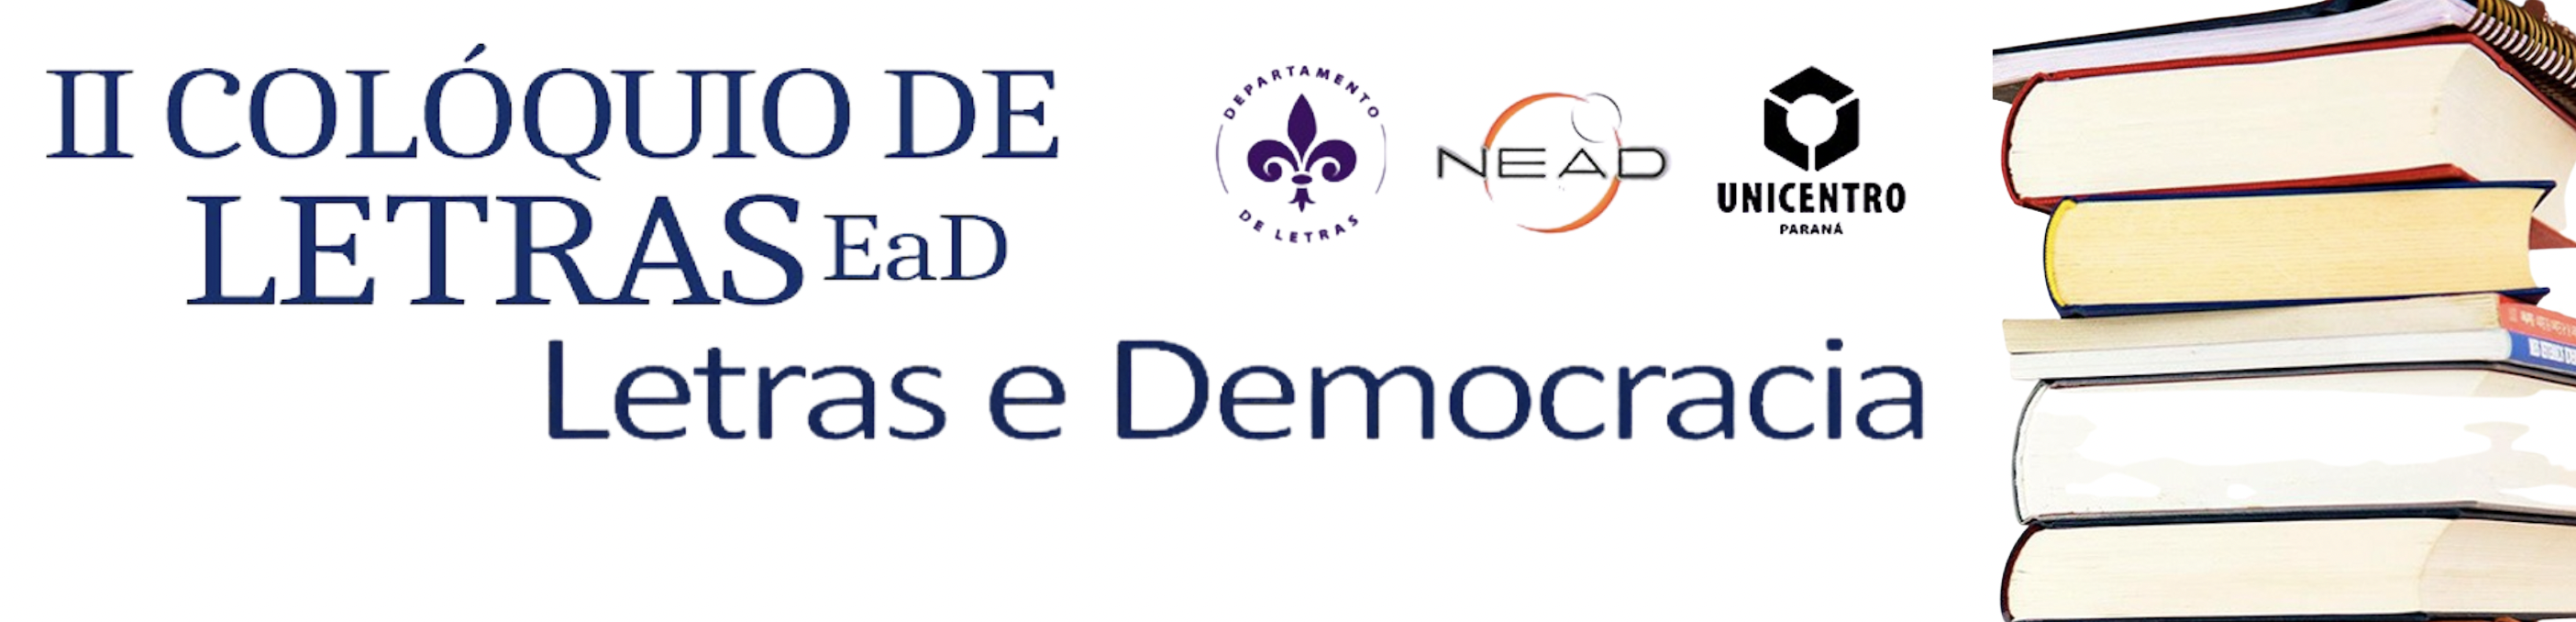 II COLÓQUIO DE
LETRAS EaD
Letras e Democracia
DEPARTAMENTO
DE LETRAS
NEAD
UNICENTRO
PARANÁ